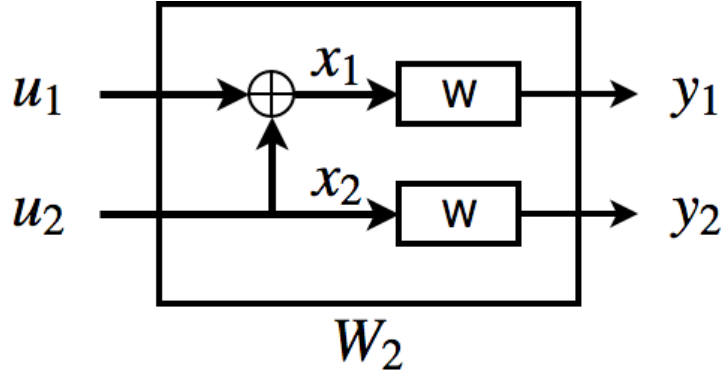 u₁ x₁ W y₁
u₂ x₂ W y₂
W₂